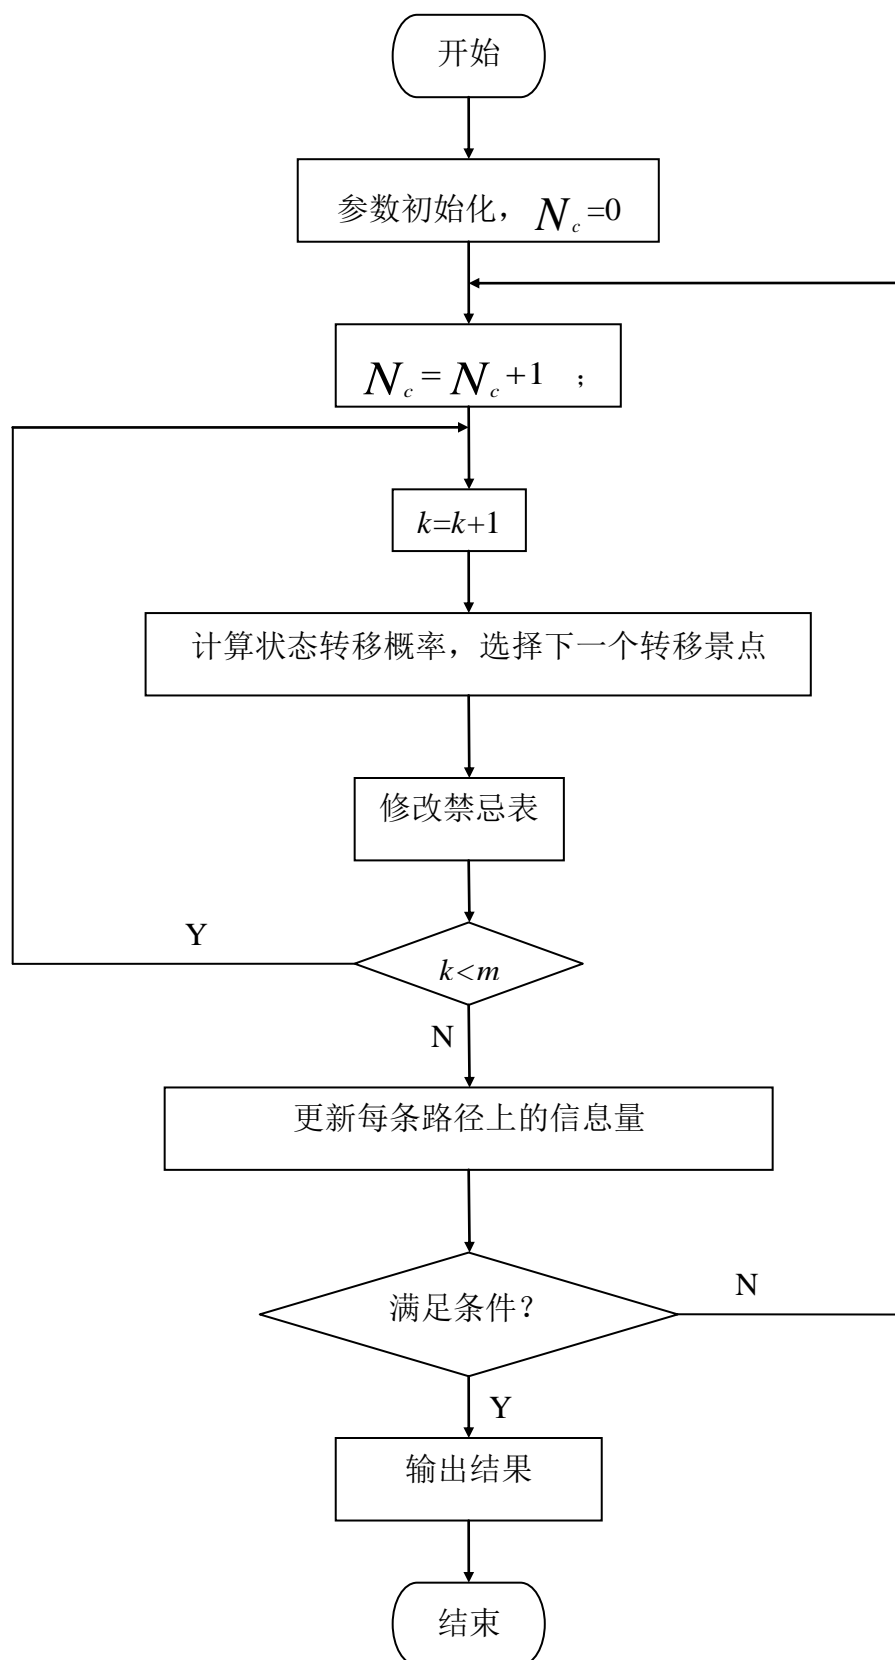 开始
参数初始化，N_c=0
N_c=N_c+1 ；
k=k+1
计算状态转移概率，选择下一个转移景点
修改禁忌表
Y
k<m
N
更新每条路径上的信息量
满足条件？
N
Y
输出结果
结束